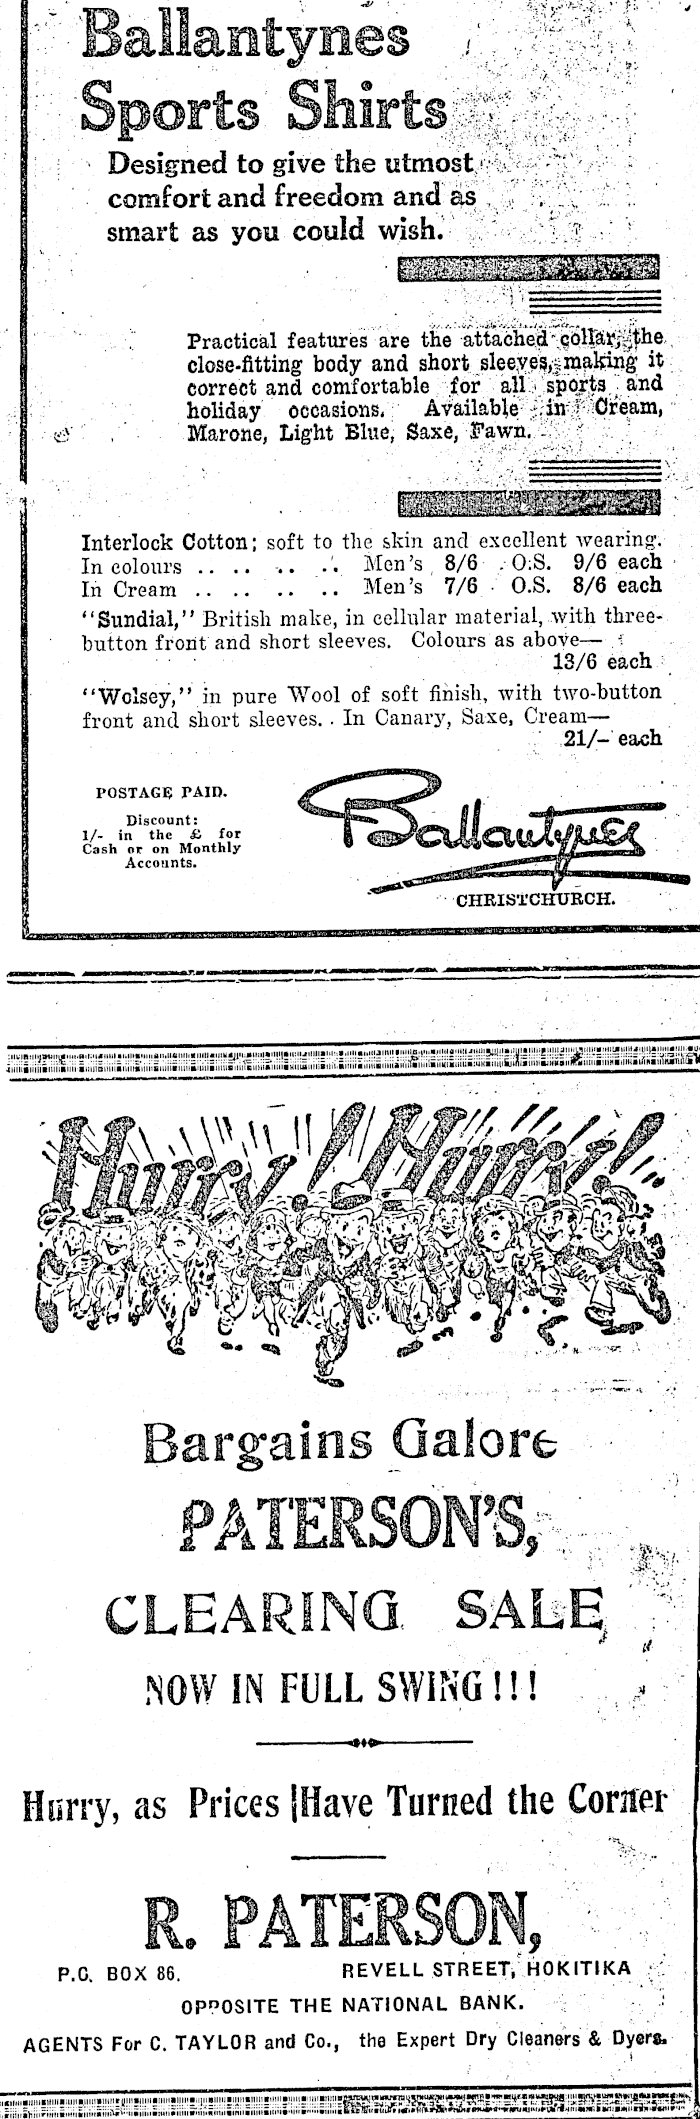 Ballantynes
Sports Shirts
Designed to give the utmost
comfort and freedom and as
smart as you could wish.
Practical features are the attached collar, the
close-fitting body and short sleeves, making it
correct and comfortable for all sports and
holiday occasions. Available in Cream,
Marone, Light Blue, Saxe, Fawn.
Interlock Cotton; soft to the skin and excellent wearing.
In colours .. .. .. .. Men's 8/6 O.S. 9/6 each
In Cream .. .. .. .. Men's 7/6 O.S. 8/6 each
"Sundial," British make, in cellular material, with three-
button front and short sleeves. Colours as above—
13/6 each
"Wolsey," in pure Wool of soft finish, with two-button
front and short sleeves. In Canary, Saxe, Cream—
21/- each
POSTAGE PAID.
Discount:
1/- in the £ for
Cash or on Monthly
Accounts.
Ballantynes
CHRISTCHURCH.
Hurry! Hurry!
Bargains Galore
PATERSON'S,
CLEARING SALE
NOW IN FULL SWING!!!
Hurry, as Prices Have Turned the Corner
R. PATERSON,
P.O. BOX 86. REVELL STREET, HOKITIKA
OPPOSITE THE NATIONAL BANK.
AGENTS For C. TAYLOR and Co., the Expert Dry Cleaners & Dyers.